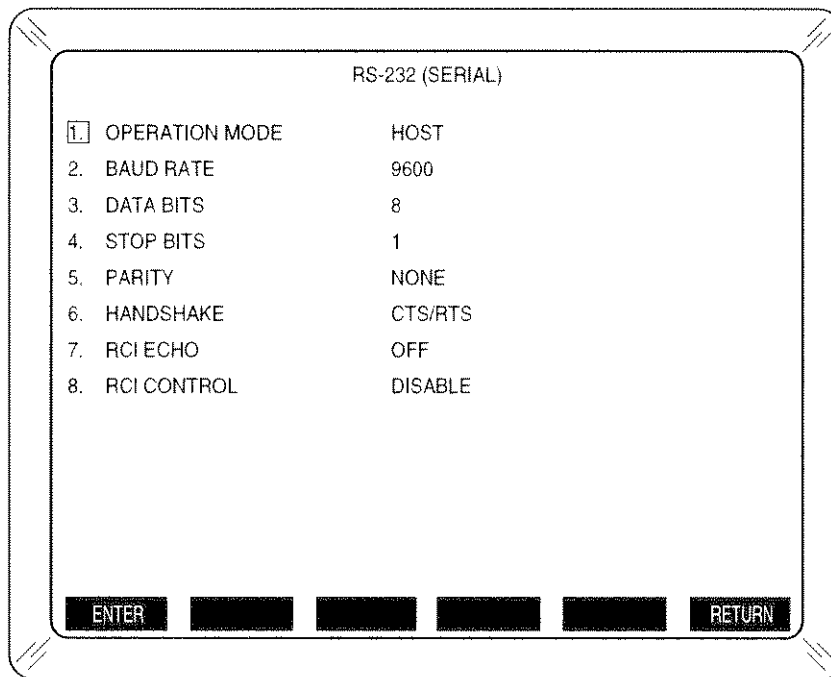 RS-232 (SERIAL)
1. OPERATION MODE HOST
2. BAUD RATE 9600
3. DATA BITS 8
4. STOP BITS 1
5. PARITY NONE
6. HANDSHAKE CTS/RTS
7. RCI ECHO OFF
8. RCI CONTROL DISABLE
ENTER RETURN